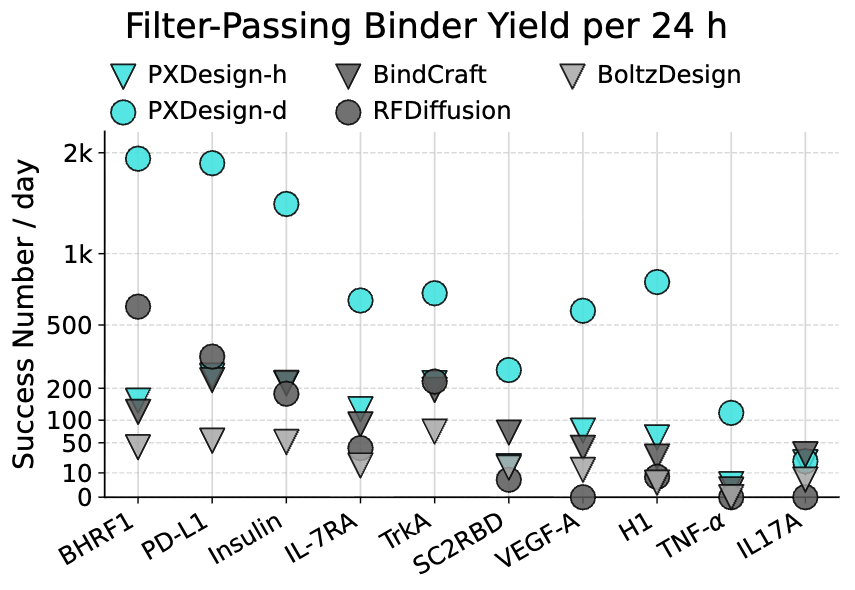 Filter-Passing Binder Yield per 24 h
PXDesign-h BindCraft BoltzDesign
PXDesign-d RFDiffusion
Success Number / day
2k
1k
500
200
100
50
10
0
BHRF1 PD-L1 Insulin IL-7RA TrkA SC2RBD VEGF-A H1 TNF-α IL17A